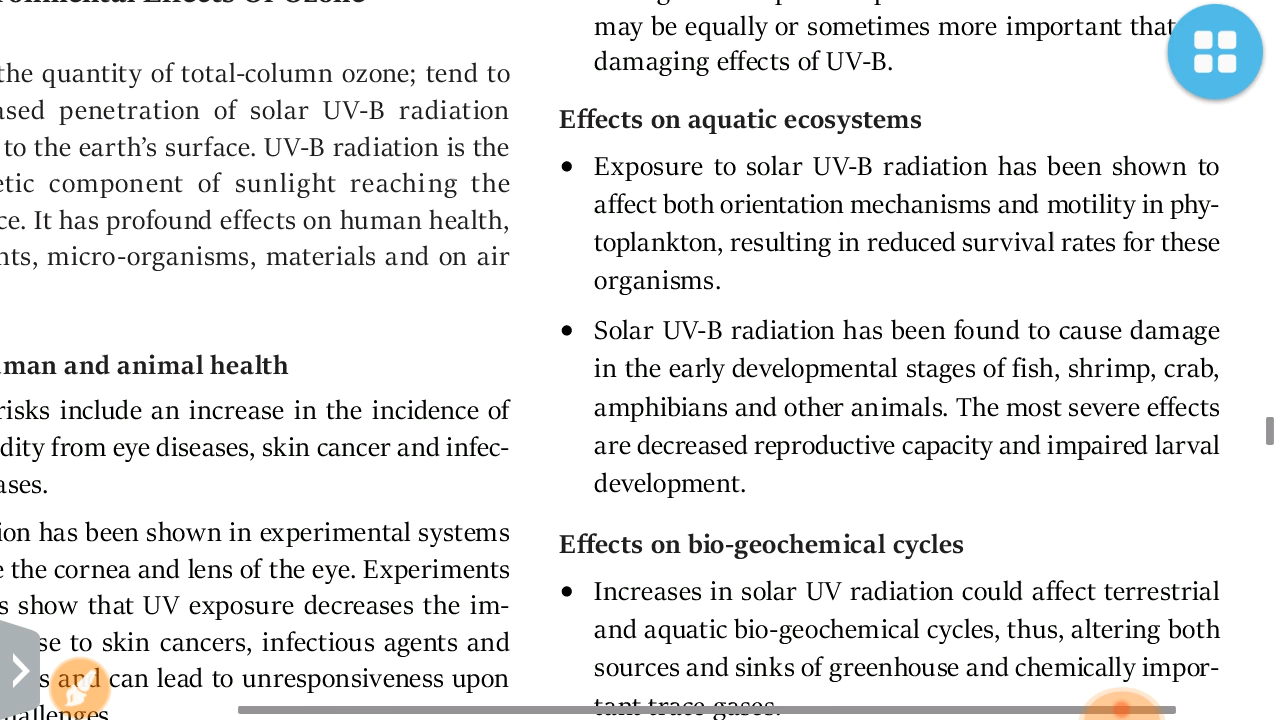 the quantity of total-column ozone; tend to
penetration of solar UV-B radiation
to the earth's surface. UV-B radiation is the
component of sunlight reaching the
It has profound effects on human health,
micro-organisms, materials and on air
and animal health
risks include an increase in the incidence of
from eye diseases, skin cancer and infec-
has been shown in experimental systems
the cornea and lens of the eye. Experiments
show that UV exposure decreases the im-
to skin cancers, infectious agents and
and can lead to unresponsiveness upon
may be equally or sometimes more important that
damaging effects of UV-B.
Effects on aquatic ecosystems
• Exposure to solar UV-B radiation has been shown to
affect both orientation mechanisms and motility in phy-
toplankton, resulting in reduced survival rates for these
organisms.
• Solar UV-B radiation has been found to cause damage
in the early developmental stages of fish, shrimp, crab,
amphibians and other animals. The most severe effects
are decreased reproductive capacity and impaired larval
development.
Effects on bio-geochemical cycles
• Increases in solar UV radiation could affect terrestrial
and aquatic bio-geochemical cycles, thus, altering both
sources and sinks of greenhouse and chemically impor-
tant trace gases.